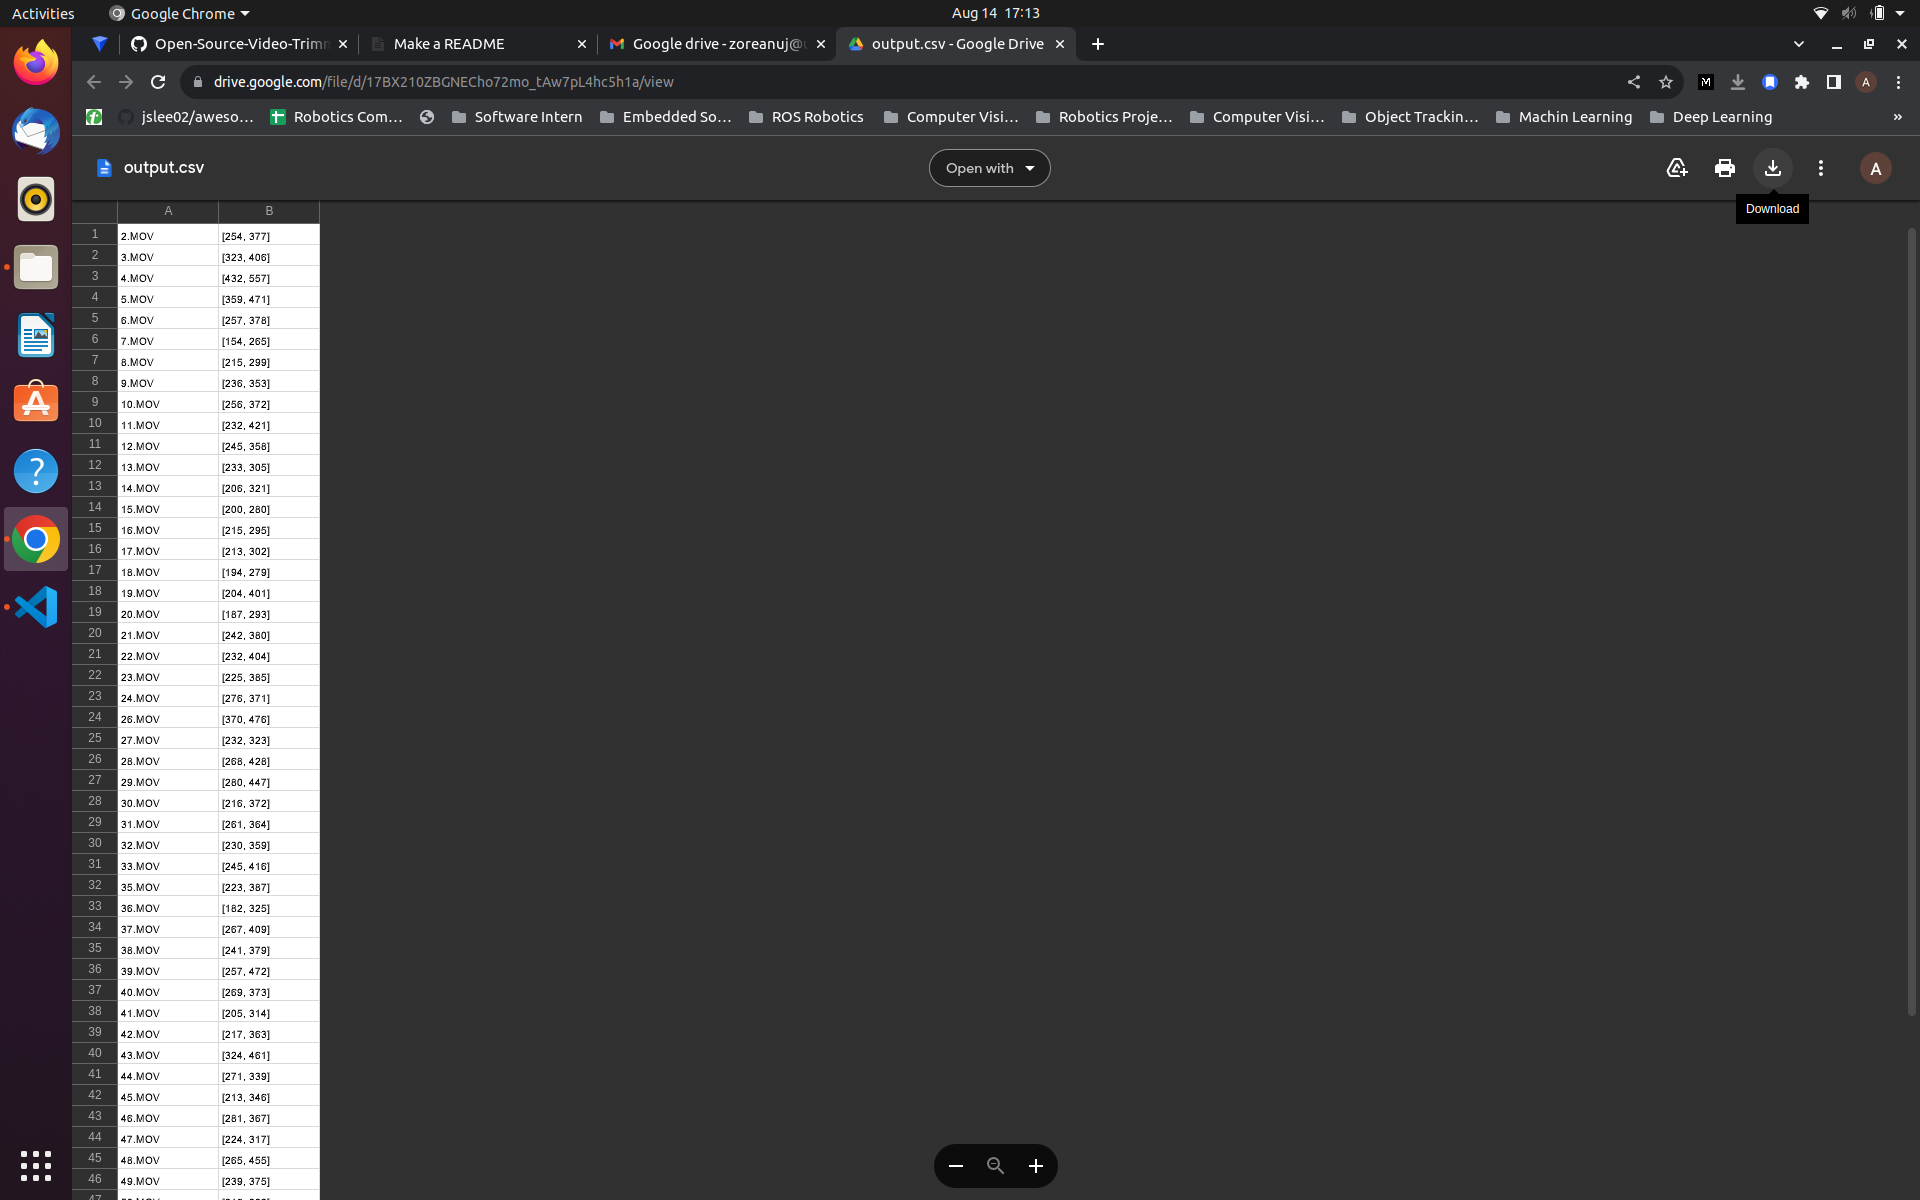 Activities Google Chrome Aug 14 17:13
Open-Source-Video-Trim Make a README Google drive - zoreanuj@ output.csv - Google Drive
drive.google.com/file/d/17BX210ZBGNECho72mo_tAw7pL4hc5h1a/view
jslee02/aweso... Robotics Com... Software Intern Embedded So... ROS Robotics Computer Visi... Robotics Proje... Computer Visi... Object Trackin... Machin Learning Deep Learning »
output.csv Open with A
Download
A B
1 2.MOV [254, 377]
2 3.MOV [323, 406]
3 4.MOV [432, 557]
4 5.MOV [359, 471]
5 6.MOV [257, 378]
6 7.MOV [154, 265]
7 8.MOV [215, 299]
8 9.MOV [236, 353]
9 10.MOV [256, 372]
10 11.MOV [232, 421]
11 12.MOV [245, 358]
12 13.MOV [233, 305]
13 14.MOV [206, 321]
14 15.MOV [200, 280]
15 16.MOV [215, 295]
16 17.MOV [213, 302]
17 18.MOV [194, 279]
18 19.MOV [204, 401]
19 20.MOV [187, 293]
20 21.MOV [242, 380]
21 22.MOV [232, 404]
22 23.MOV [225, 385]
23 24.MOV [276, 371]
24 26.MOV [370, 476]
25 27.MOV [232, 323]
26 28.MOV [268, 428]
27 29.MOV [280, 447]
28 30.MOV [216, 372]
29 31.MOV [261, 364]
30 32.MOV [230, 359]
31 33.MOV [245, 416]
32 35.MOV [223, 387]
33 36.MOV [182, 325]
34 37.MOV [267, 409]
35 38.MOV [241, 379]
36 39.MOV [257, 472]
37 40.MOV [269, 373]
38 41.MOV [205, 314]
39 42.MOV [217, 363]
40 43.MOV [324, 461]
41 44.MOV [271, 339]
42 45.MOV [213, 346]
43 46.MOV [281, 367]
44 47.MOV [224, 317]
45 48.MOV [265, 455]
46 49.MOV [239, 375]